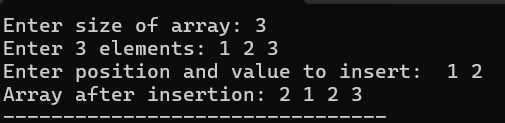 Enter size of array: 3
Enter 3 elements: 1 2 3
Enter position and value to insert:  1 2
Array after insertion: 2 1 2 3
--------------------------------